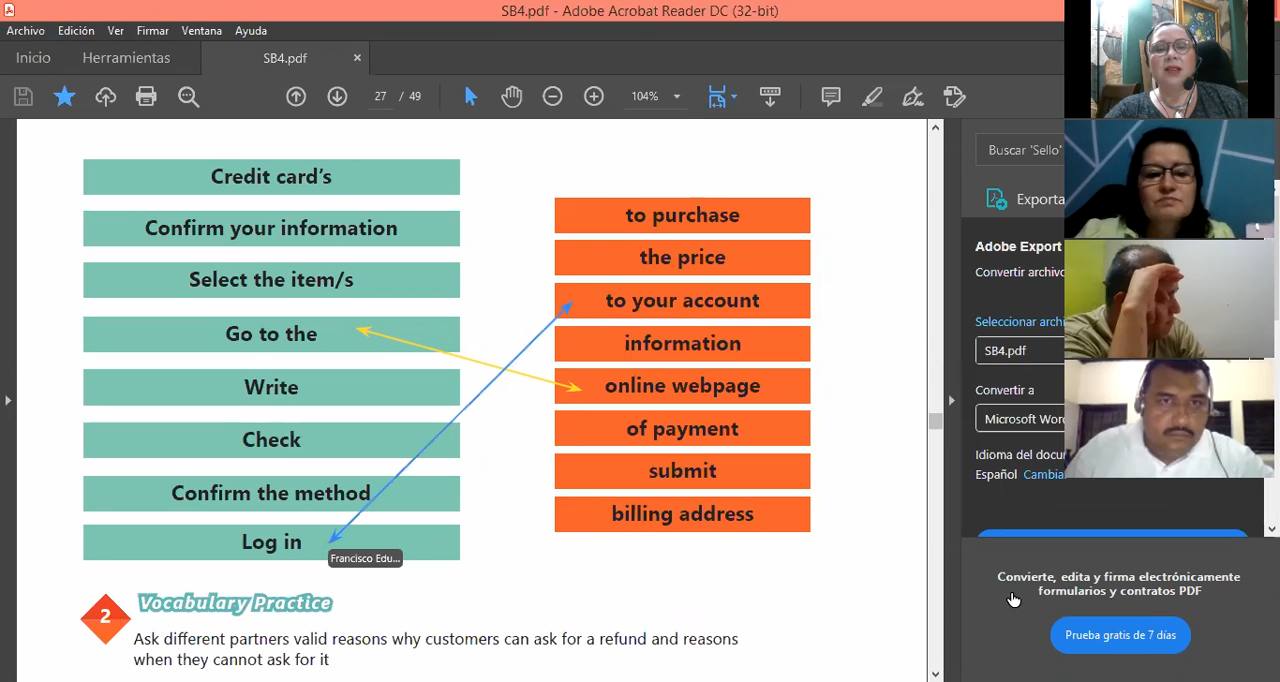 SB4.pdf - Adobe Acrobat Reader DC (32-bit)
Archivo Edición Ver Firmar Ventana Ayuda
Inicio Herramientas SB4.pdf ×
27 / 49 104%
Credit card's
Confirm your information
Select the item/s
Go to the
Write
Check
Confirm the method
Log in
to purchase
the price
to your account
information
online webpage
of payment
submit
billing address
Francisco Edu...
2 Vocabulary Practice
Ask different partners valid reasons why customers can ask for a refund and reasons
when they cannot ask for it
Buscar 'Sello'
Exporta
Adobe Export
Convertir archivo
Seleccionar archi
SB4.pdf
Convertir a
Microsoft Word
Idioma del docu
Español Cambia
Convierte, edita y firma electrónicamente
formularios y contratos PDF
Prueba gratis de 7 días